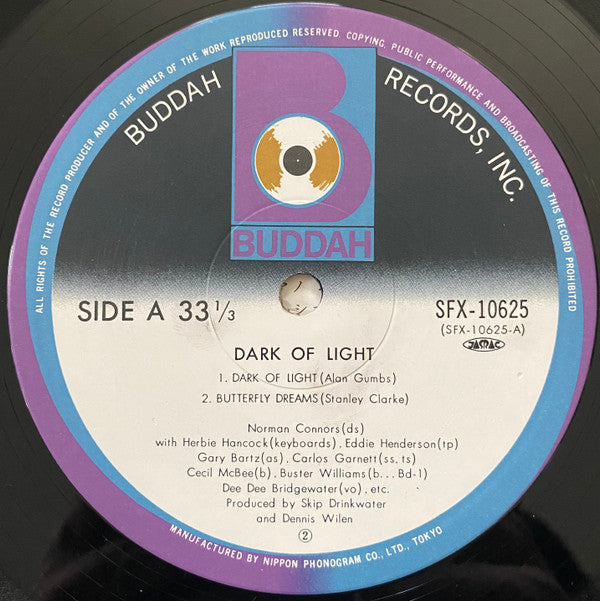 ALL RIGHTS OF THE RECORD PRODUCER AND OF THE OWNER OF THE WORK REPRODUCED RESERVED. COPYING, PUBLIC PERFORMANCE AND BROADCASTING OF THIS RECORD PROHIBITED
BUDDAH RECORDS, INC.
B
BUDDAH
SIDE A 33 1/3
SFX-10625
(SFX-10625-A)
JASRAC
DARK OF LIGHT
1. DARK OF LIGHT (Alan Gumbs)
2. BUTTERFLY DREAMS (Stanley Clarke)
Norman Connors(ds)
with Herbie Hancock(keyboards), Eddie Henderson(tp)
Gary Bartz(as), Carlos Garnett(ss, ts)
Cecil McBee(b), Buster Williams(b...Bd-1)
Dee Dee Bridgewater(vo), etc.
Produced by Skip Drinkwater
and Dennis Wilen
②
MANUFACTURED BY NIPPON PHONOGRAM CO., LTD., TOKYO